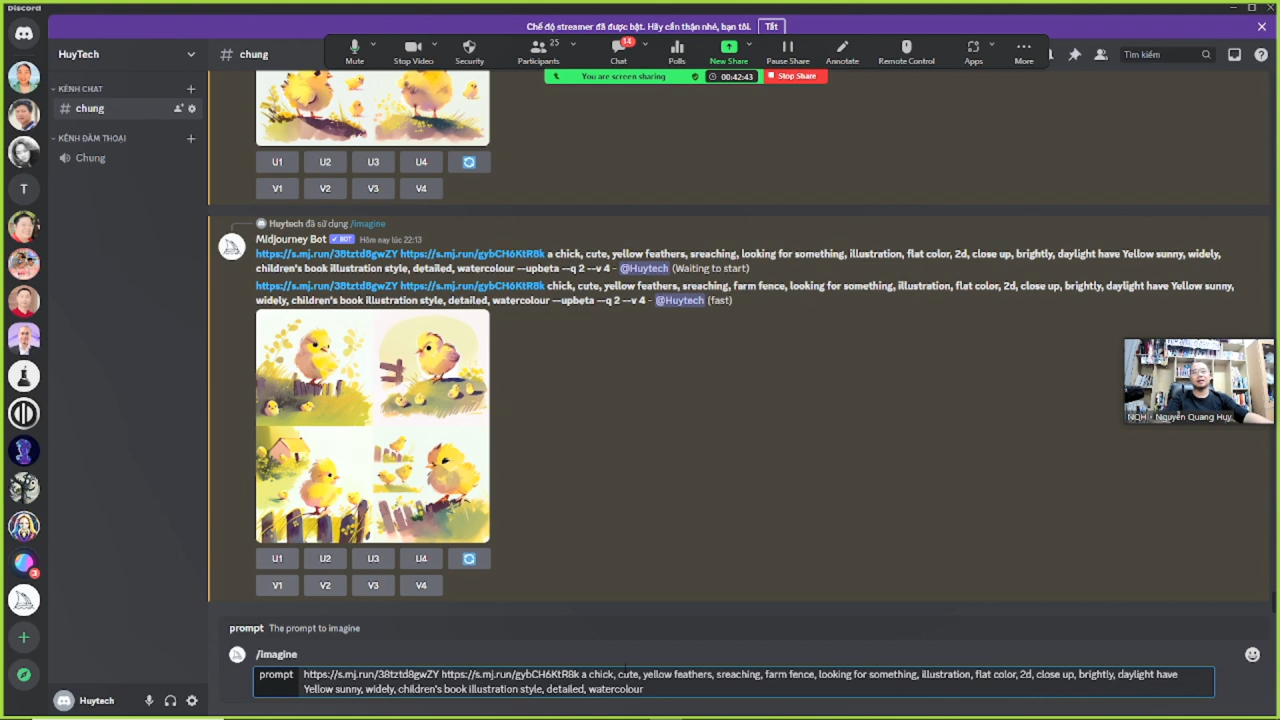 Discord
Chế độ streamer đã được bật. Hãy cẩn thận nhé, bạn tôi.
Tắt
HuyTech
chung
Mute
Stop Video
Security
25
Participants
14
Chat
Polls
New Share
Pause Share
Annotate
Remote Control
Apps
More
Tìm kiếm
You are screen sharing
00:42:43
Stop Share
KÊNH CHAT
chung
KÊNH ĐÀM THOẠI
Chung
T
U1 U2 U3 U4
V1 V2 V3 V4
Huytech đã sử dụng /imagine
Midjourney Bot BOT Hôm nay lúc 22:13
https://s.mj.run/38tztd8gwZY https://s.mj.run/gybCH6KtR8k a chick, cute, yellow feathers, sreaching, looking for something, illustration, flat color, 2d, close up, brightly, daylight have Yellow sunny, widely,
children's book illustration style, detailed, watercolour --upbeta --q 2 --v 4 - @Huytech (Waiting to start)
https://s.mj.run/38tztd8gwZY https://s.mj.run/gybCH6KtR8k chick, cute, yellow feathers, sreaching, farm fence, looking for something, illustration, flat color, 2d, close up, brightly, daylight have Yellow sunny,
widely, children's book illustration style, detailed, watercolour --upbeta --q 2 --v 4 - @Huytech (fast)
NQH - Nguyễn Quang Huy
U1 U2 U3 U4
V1 V2 V3 V4
3
prompt The prompt to imagine
/imagine
prompt https://s.mj.run/38tztd8gwZY https://s.mj.run/gybCH6KtR8k a chick, cute, yellow feathers, sreaching, farm fence, looking for something, illustration, flat color, 2d, close up, brightly, daylight have
Yellow sunny, widely, children's book illustration style, detailed, watercolour
Huytech